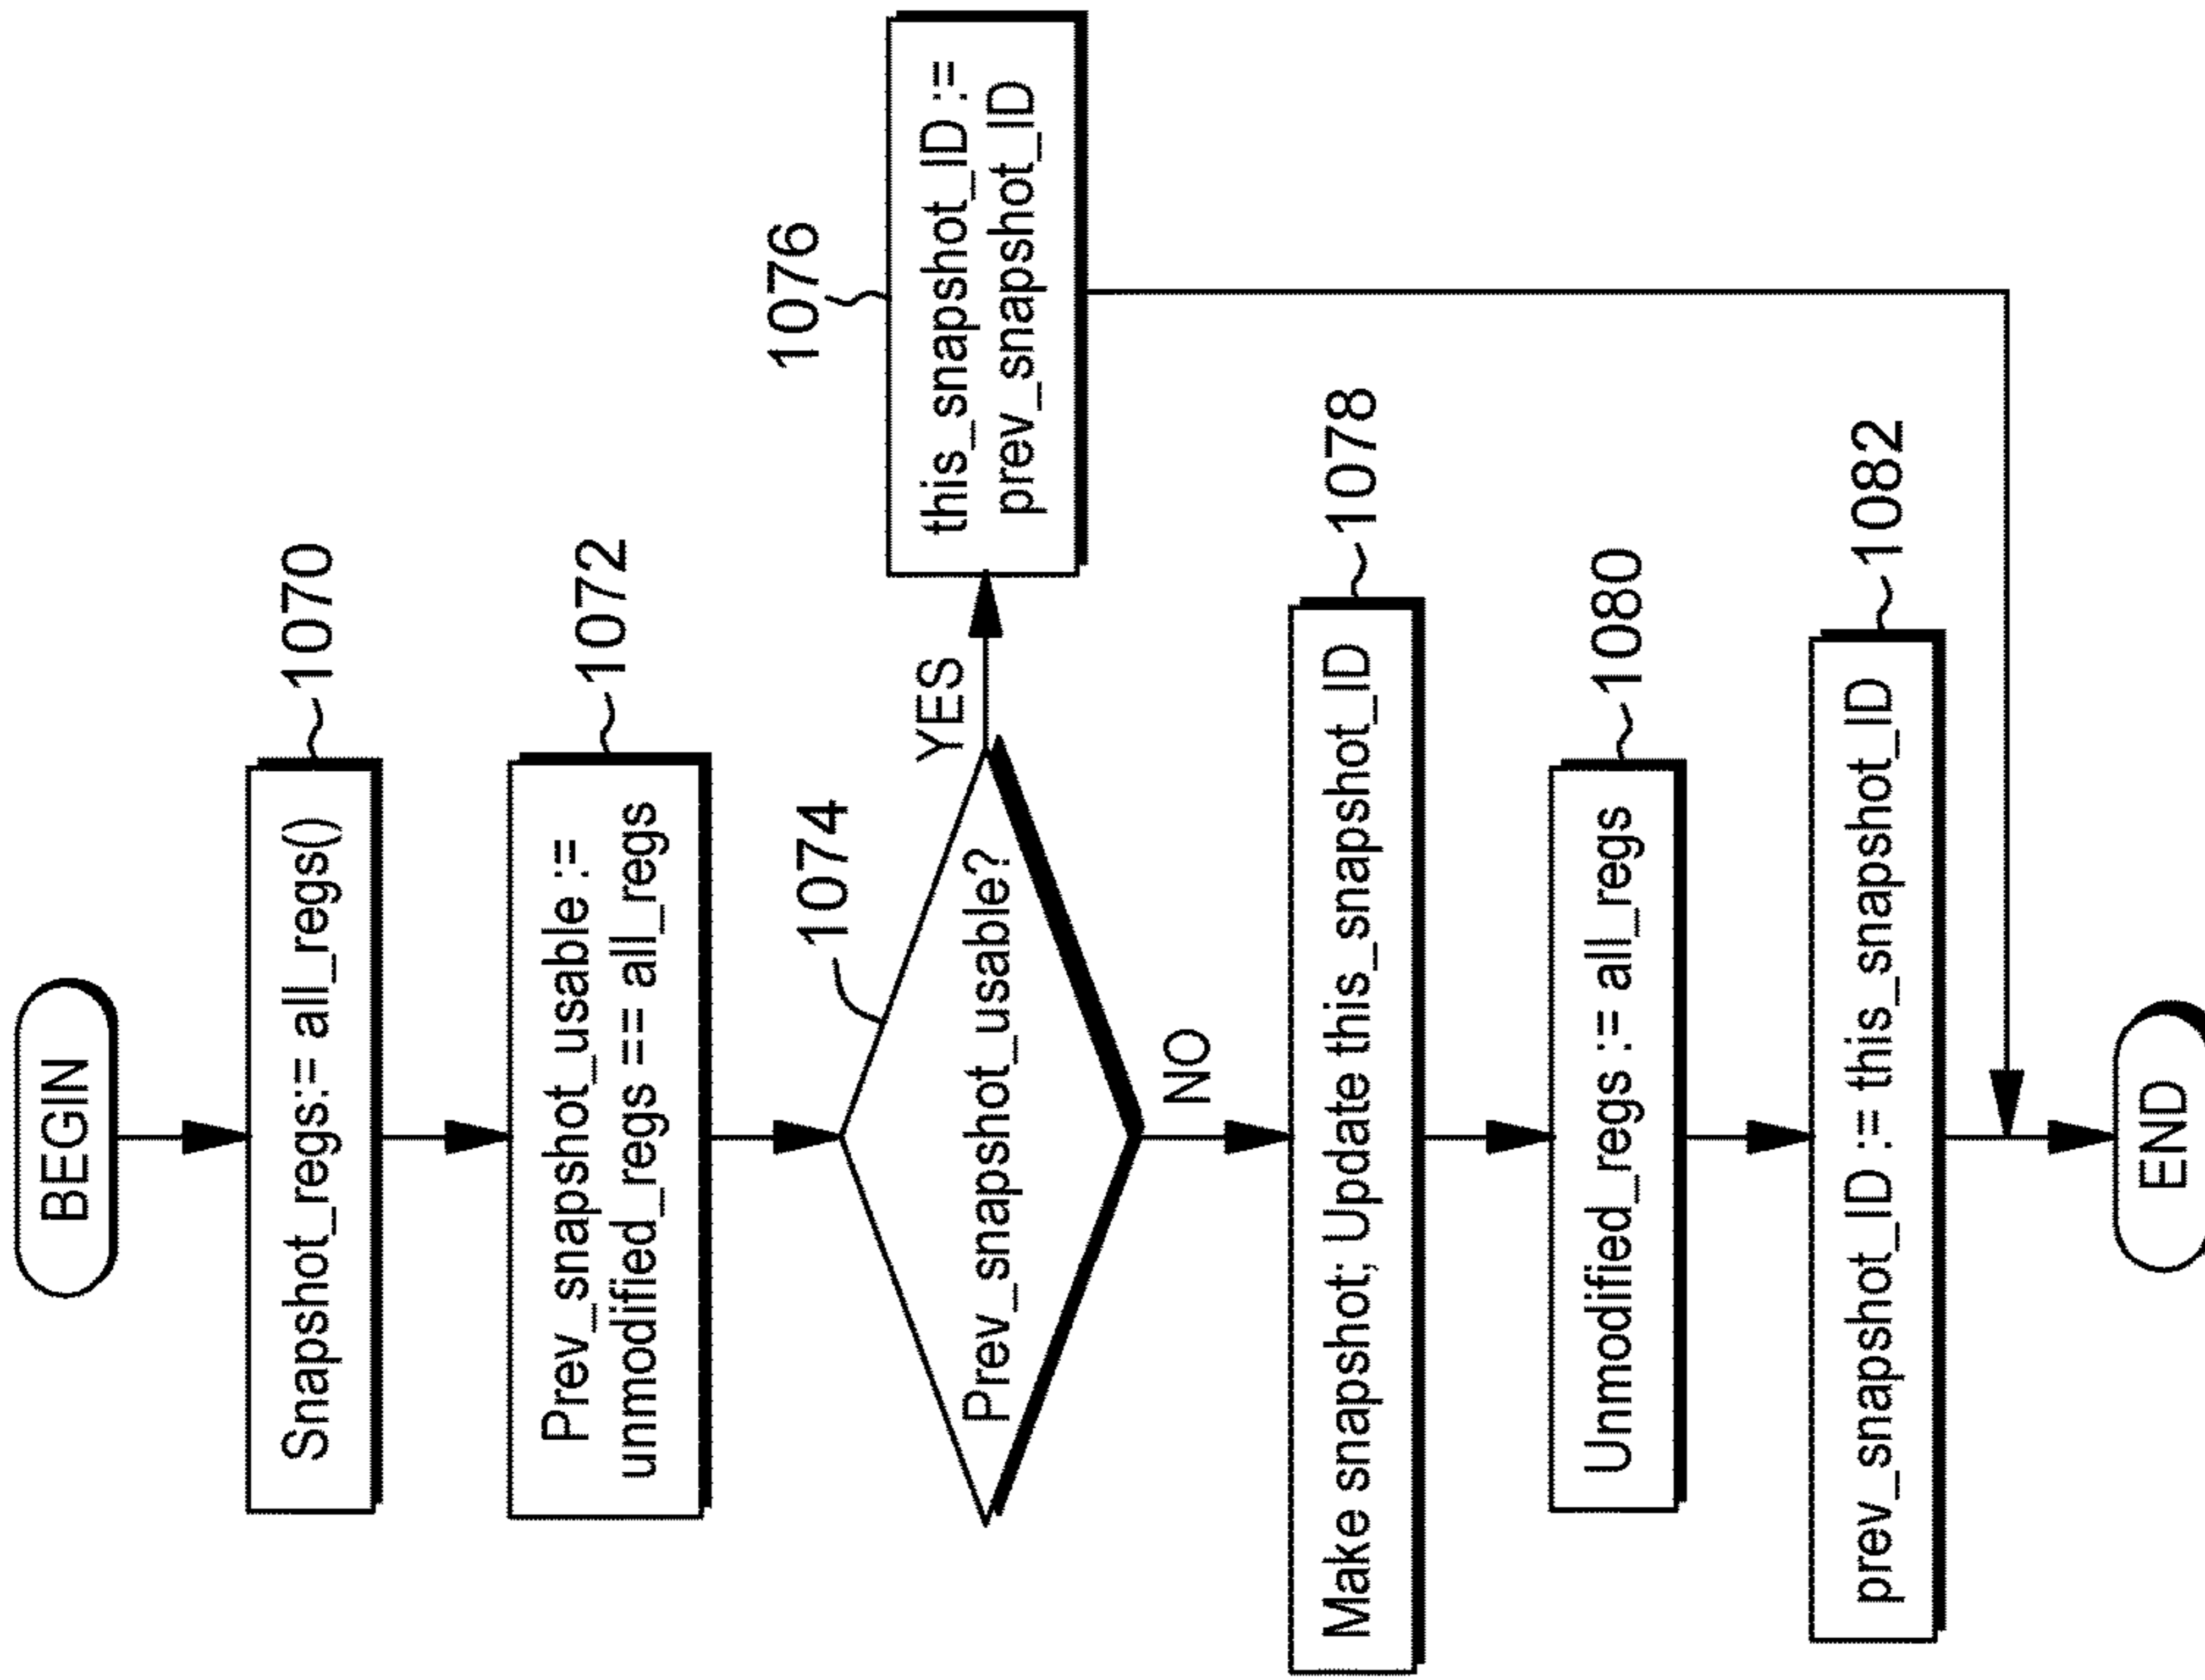 BEGIN
Snapshot_regs:= all_regs()
1070
Prev_snapshot_usable :=
unmodified_regs == all_regs
1072
1074
Prev_snapshot_usable?
YES
1076
this_snapshot_ID :=
prev_snapshot_ID
NO
Make snapshot; Update this_snapshot_ID
1078
Unmodified_regs := all_regs
1080
prev_snapshot_ID := this_snapshot_ID
1082
END